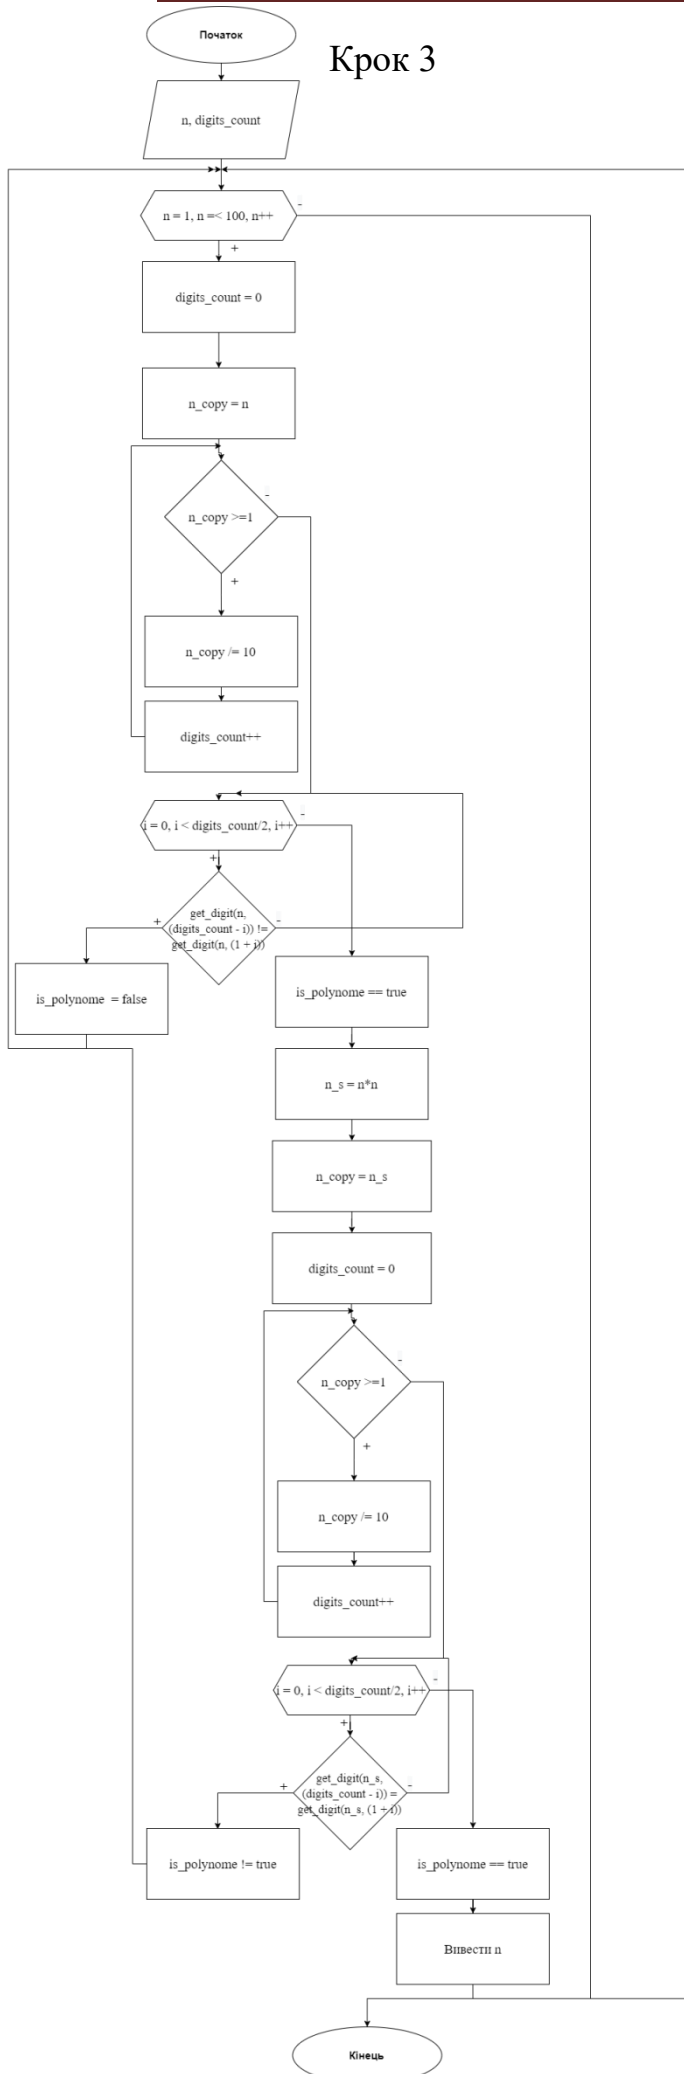 Початок
Крок 3
n, digits_count
n = 1, n =< 100, n++
-
+
digits_count = 0
n_copy = n
-
n_copy >=1
+
n_copy /= 10
digits_count++
-
i = 0, i < digits_count/2, i++
+
get_digit(n,
(digits_count - i)) !=
get_digit(n, (1 + i))
+
-
is_polynome = false
is_polynome == true
n_s = n*n
n_copy = n_s
digits_count = 0
-
n_copy >=1
+
n_copy /= 10
digits_count++
-
i = 0, i < digits_count/2, i++
+
get_digit(n_s,
(digits_count - i)) =
get_digit(n_s, (1 + i))
+
-
is_polynome != true
is_polynome == true
Вивести n
Кінець